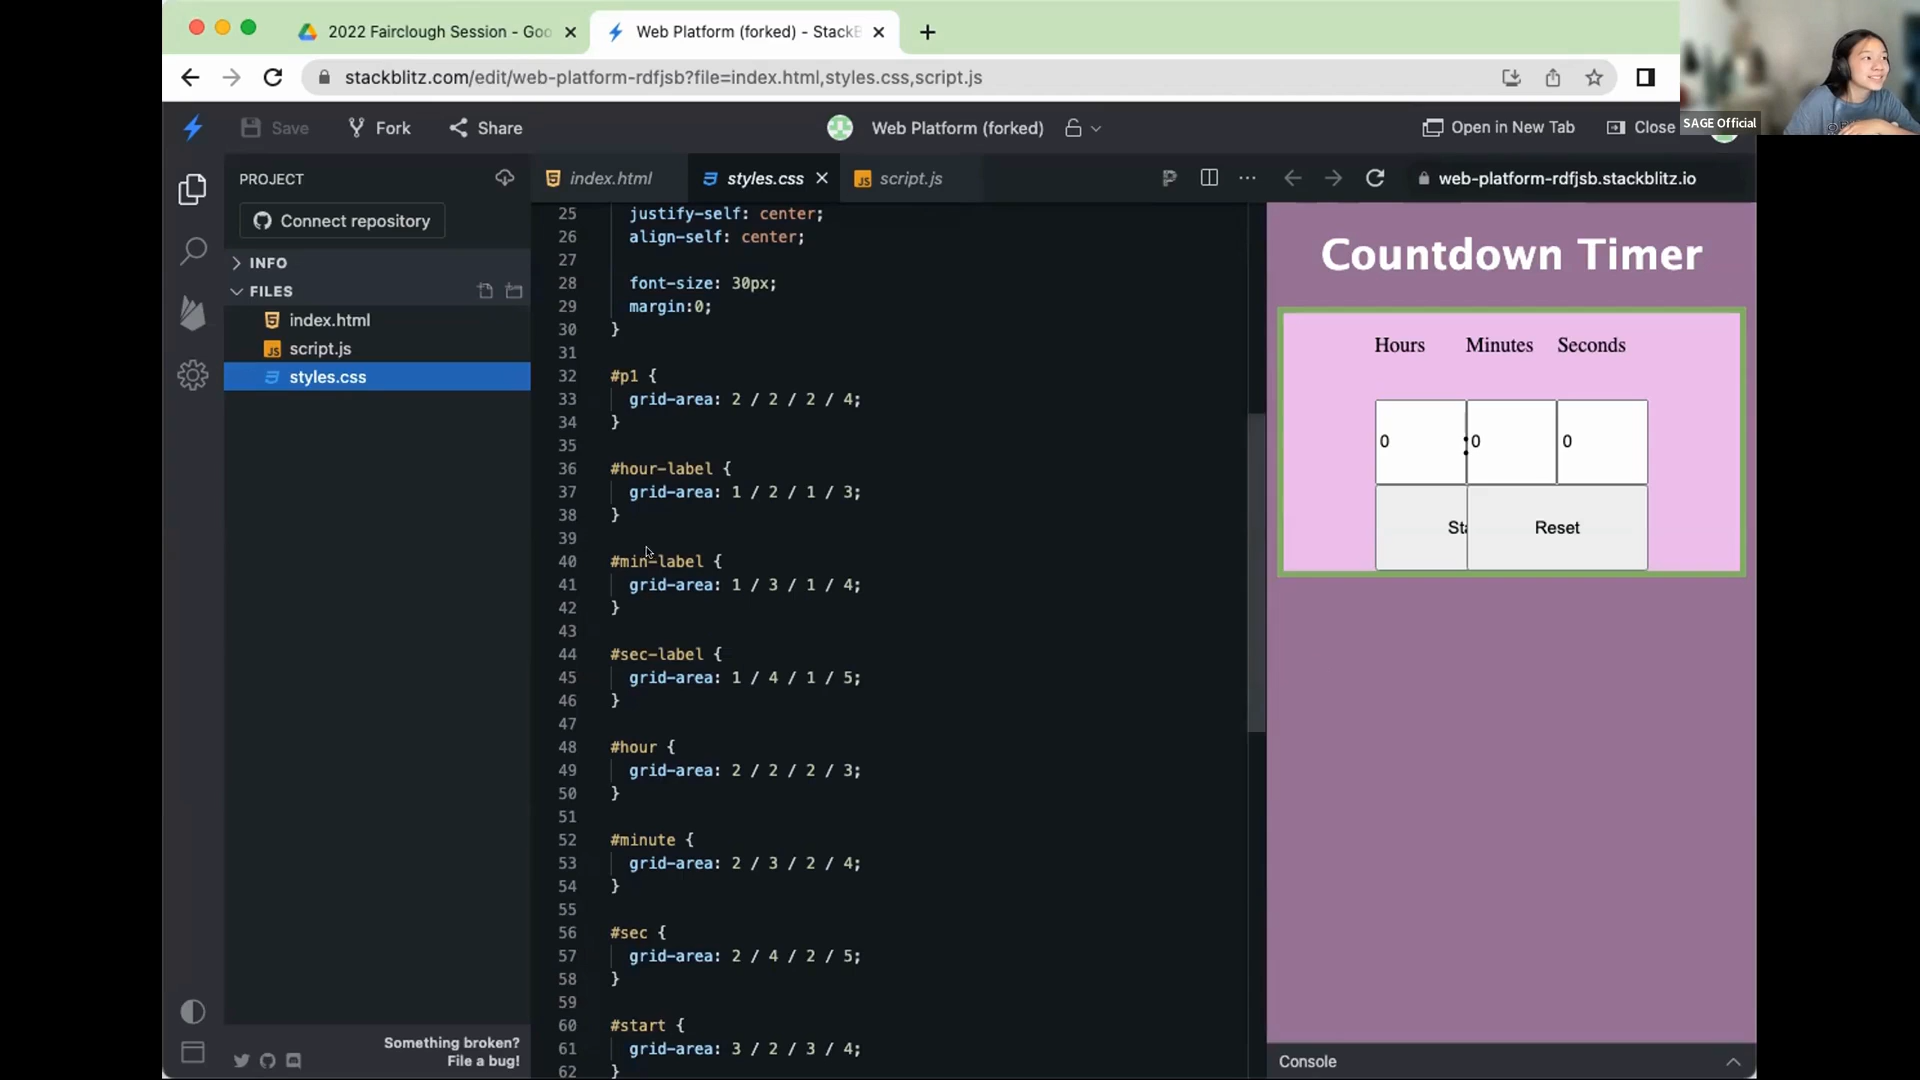 2022 Fairclough Session - Goo
Web Platform (forked) - StackB
stackblitz.com/edit/web-platform-rdfjsb?file=index.html,styles.css,script.js
SAGE Official
Save
Fork
Share
Web Platform (forked)
Open in New Tab
Close
PROJECT
index.html
styles.css
script.js
web-platform-rdfjsb.stackblitz.io
Connect repository
INFO
FILES
index.html
script.js
styles.css
25 justify-self: center;
26 align-self: center;
27
28 font-size: 30px;
29 margin:0;
30 }
31
32 #p1 {
33 grid-area: 2 / 2 / 2 / 4;
34 }
35
36 #hour-label {
37 grid-area: 1 / 2 / 1 / 3;
38 }
39
40 #min-label {
41 grid-area: 1 / 3 / 1 / 4;
42 }
43
44 #sec-label {
45 grid-area: 1 / 4 / 1 / 5;
46 }
47
48 #hour {
49 grid-area: 2 / 2 / 2 / 3;
50 }
51
52 #minute {
53 grid-area: 2 / 3 / 2 / 4;
54 }
55
56 #sec {
57 grid-area: 2 / 4 / 2 / 5;
58 }
59
60 #start {
61 grid-area: 3 / 2 / 3 / 4;
62 }
Countdown Timer
Hours Minutes Seconds
0 : 0 0
Sta Reset
Something broken?
File a bug!
Console